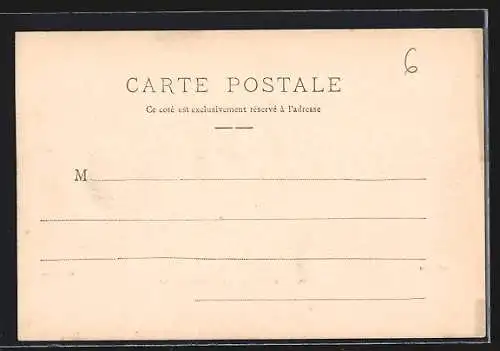 6
CARTE POSTALE
Ce coté est exclusivement réservé à l'adresse
M